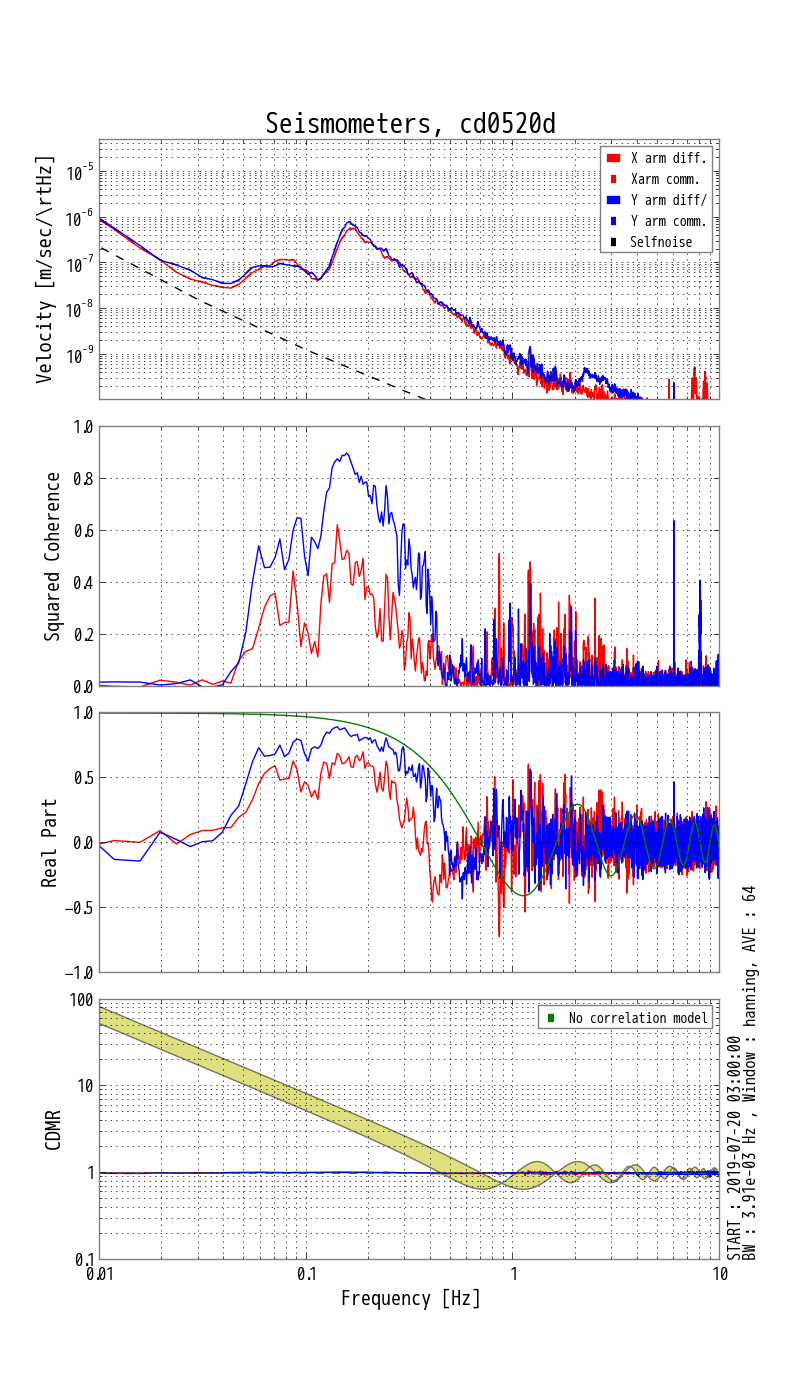 Seismometers, cd0520d
Velocity [m/sec/\rtHz]
10^-5
10^-6
10^-7
10^-8
10^-9
X arm diff.
Xarm comm.
Y arm diff/
Y arm comm.
Selfnoise
Squared Coherence
1.0
0.8
0.6
0.4
0.2
0.0
Real Part
1.0
0.5
0.0
−0.5
−1.0
CDMR
100
10
1
0.1
No correlation model
0.01
0.1
1
10
Frequency [Hz]
START : 2019-07-20 03:00:00
BW : 3.91e-03 Hz , Window : hanning, AVE : 64